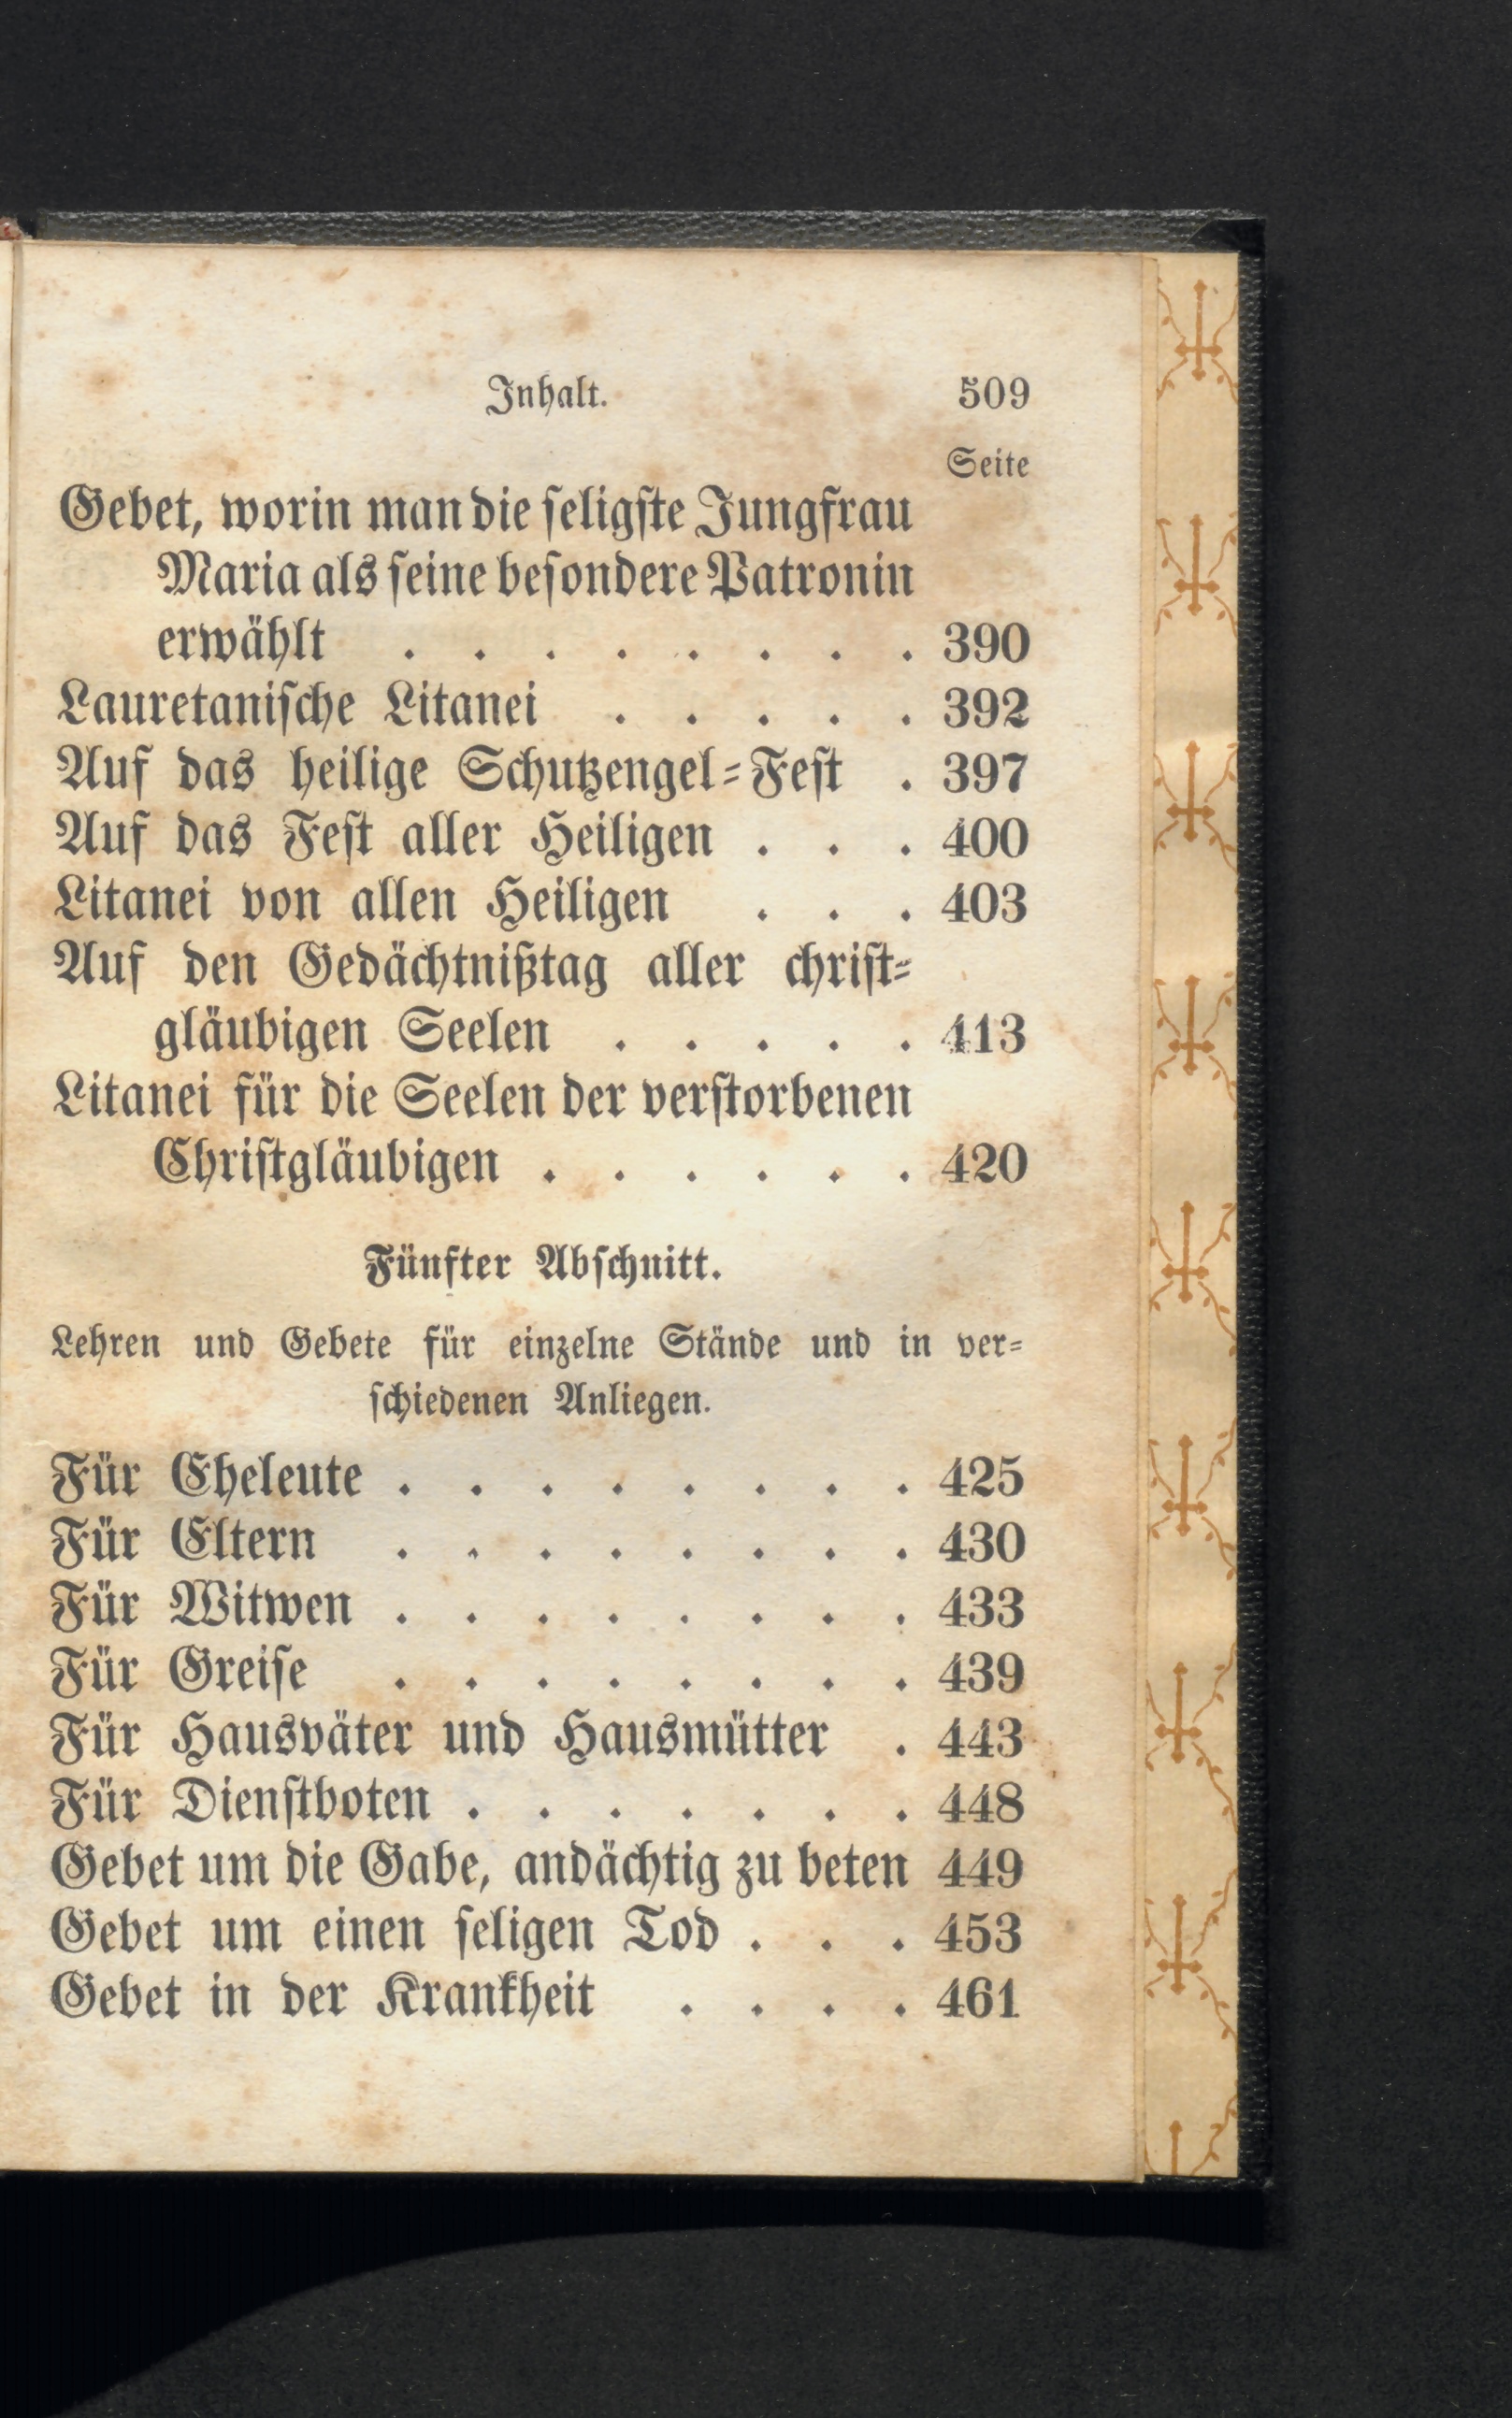 Inhalt. 509
Seite
Gebet, worin man die ſeligſte Jungfrau
Maria als ſeine beſondere Patronin
erwählt . . . . . . . . 390
Lauretaniſche Litanei . . . . . 392
Auf das heilige Schutzengel-Feſt . 397
Auf das Feſt aller Heiligen . . . 400
Litanei von allen Heiligen . . . 403
Auf den Gedächtnißtag aller chriſt-
gläubigen Seelen . . . . . 413
Litanei für die Seelen der verſtorbenen
Chriſtgläubigen . . . . . . 420
Fünfter Abſchnitt.
Lehren und Gebete für einzelne Stände und in ver-
ſchiedenen Anliegen.
Für Eheleute . . . . . . . . 425
Für Eltern . . . . . . . . 430
Für Witwen . . . . . . . . 433
Für Greiſe . . . . . . . . 439
Für Hausväter und Hausmütter . 443
Für Dienſtboten . . . . . . . 448
Gebet um die Gabe, andächtig zu beten 449
Gebet um einen ſeligen Tod . . . 453
Gebet in der Krankheit . . . . 461